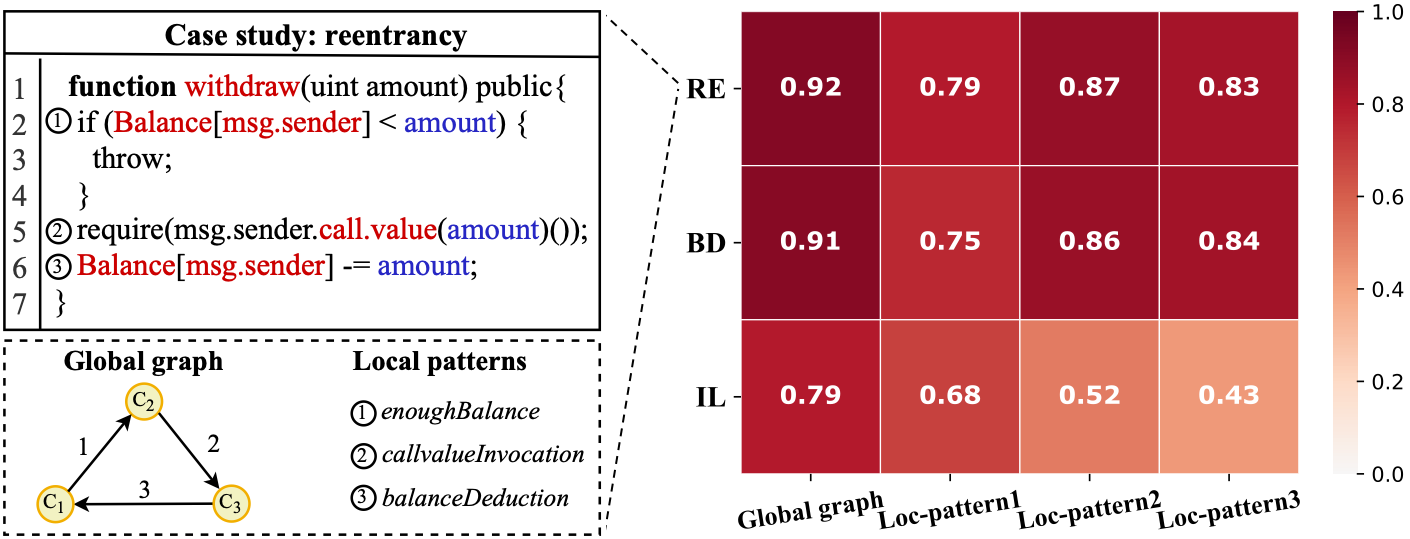 Case study: reentrancy
1 function withdraw(uint amount) public{
2 ① if (Balance[msg.sender] < amount) {
3 throw;
4 }
5 ② require(msg.sender.call.value(amount)());
6 ③ Balance[msg.sender] -= amount;
7 }
Global graph
C2
1
2
C1
3
C3
Local patterns
① enoughBalance
② callvalueInvocation
③ balanceDeduction
RE 0.92 0.79 0.87 0.83
BD 0.91 0.75 0.86 0.84
IL 0.79 0.68 0.52 0.43
Global graph Loc-pattern1 Loc-pattern2 Loc-pattern3
1.0
0.8
0.6
0.4
0.2
0.0